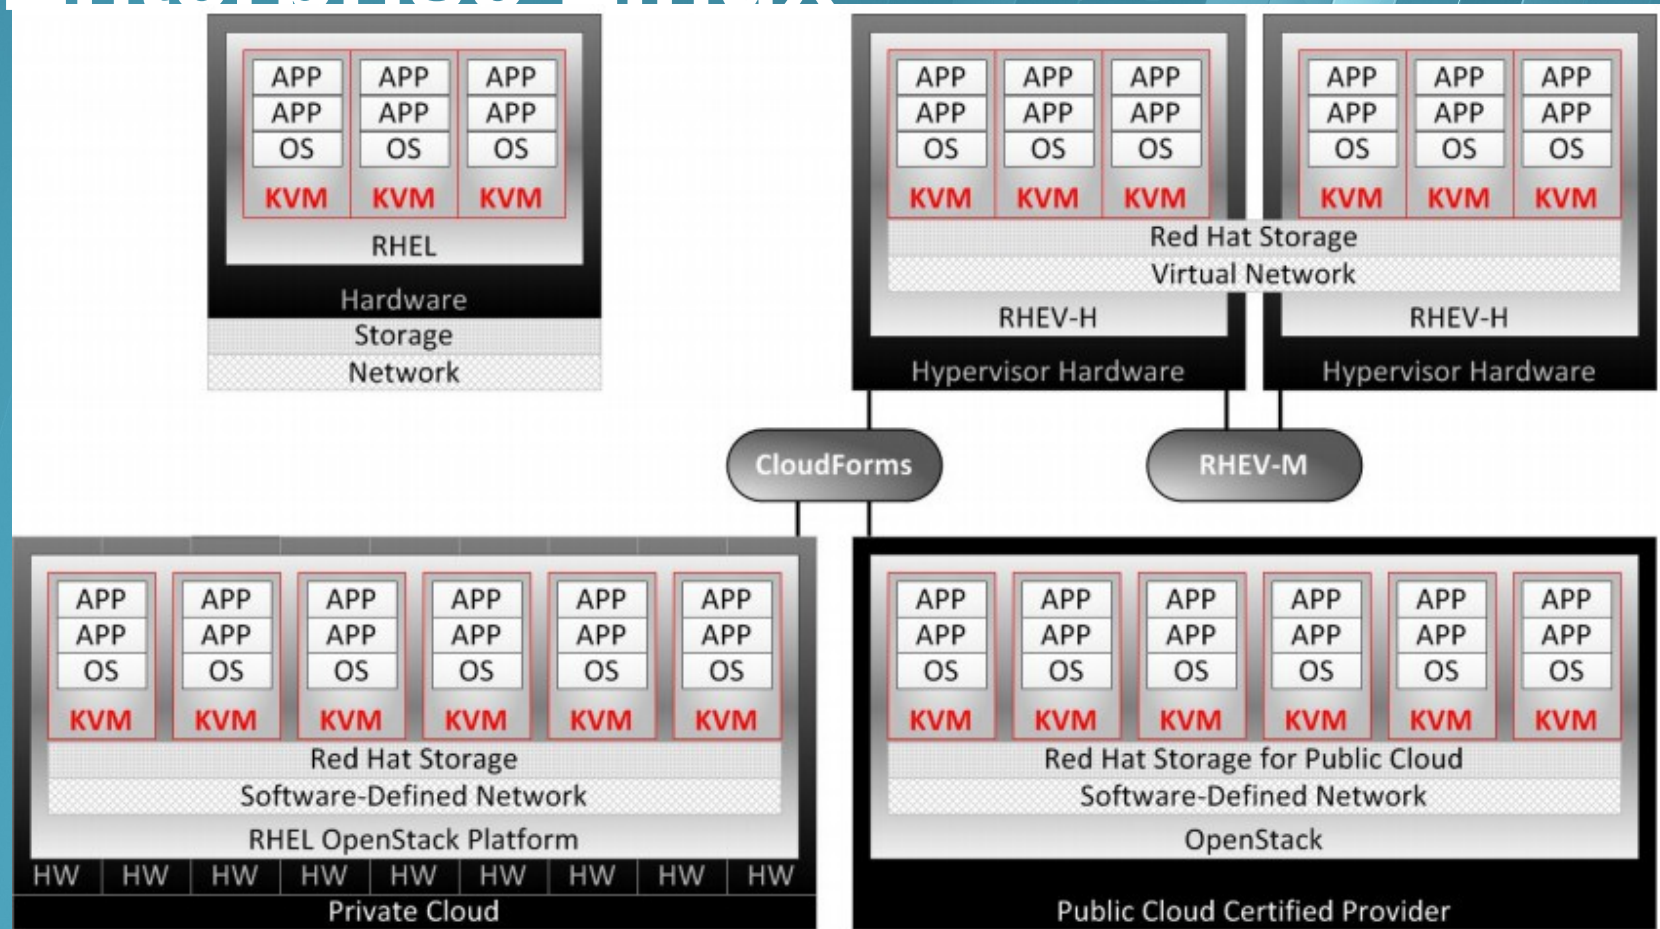 APP APP APP
APP APP APP
OS OS OS
KVM KVM KVM
RHEL
Hardware
Storage
Network
APP APP APP APP APP APP
APP APP APP APP APP APP
OS OS OS OS OS OS
KVM KVM KVM KVM KVM KVM
Red Hat Storage
Virtual Network
RHEV-H RHEV-H
Hypervisor Hardware Hypervisor Hardware
CloudForms RHEV-M
APP APP APP APP APP APP
APP APP APP APP APP APP
OS OS OS OS OS OS
KVM KVM KVM KVM KVM KVM
Red Hat Storage
Software-Defined Network
RHEL OpenStack Platform
HW HW HW HW HW HW HW HW HW
Private Cloud
APP APP APP APP APP APP
APP APP APP APP APP APP
OS OS OS OS OS OS
KVM KVM KVM KVM KVM KVM
Red Hat Storage for Public Cloud
Software-Defined Network
OpenStack
Public Cloud Certified Provider